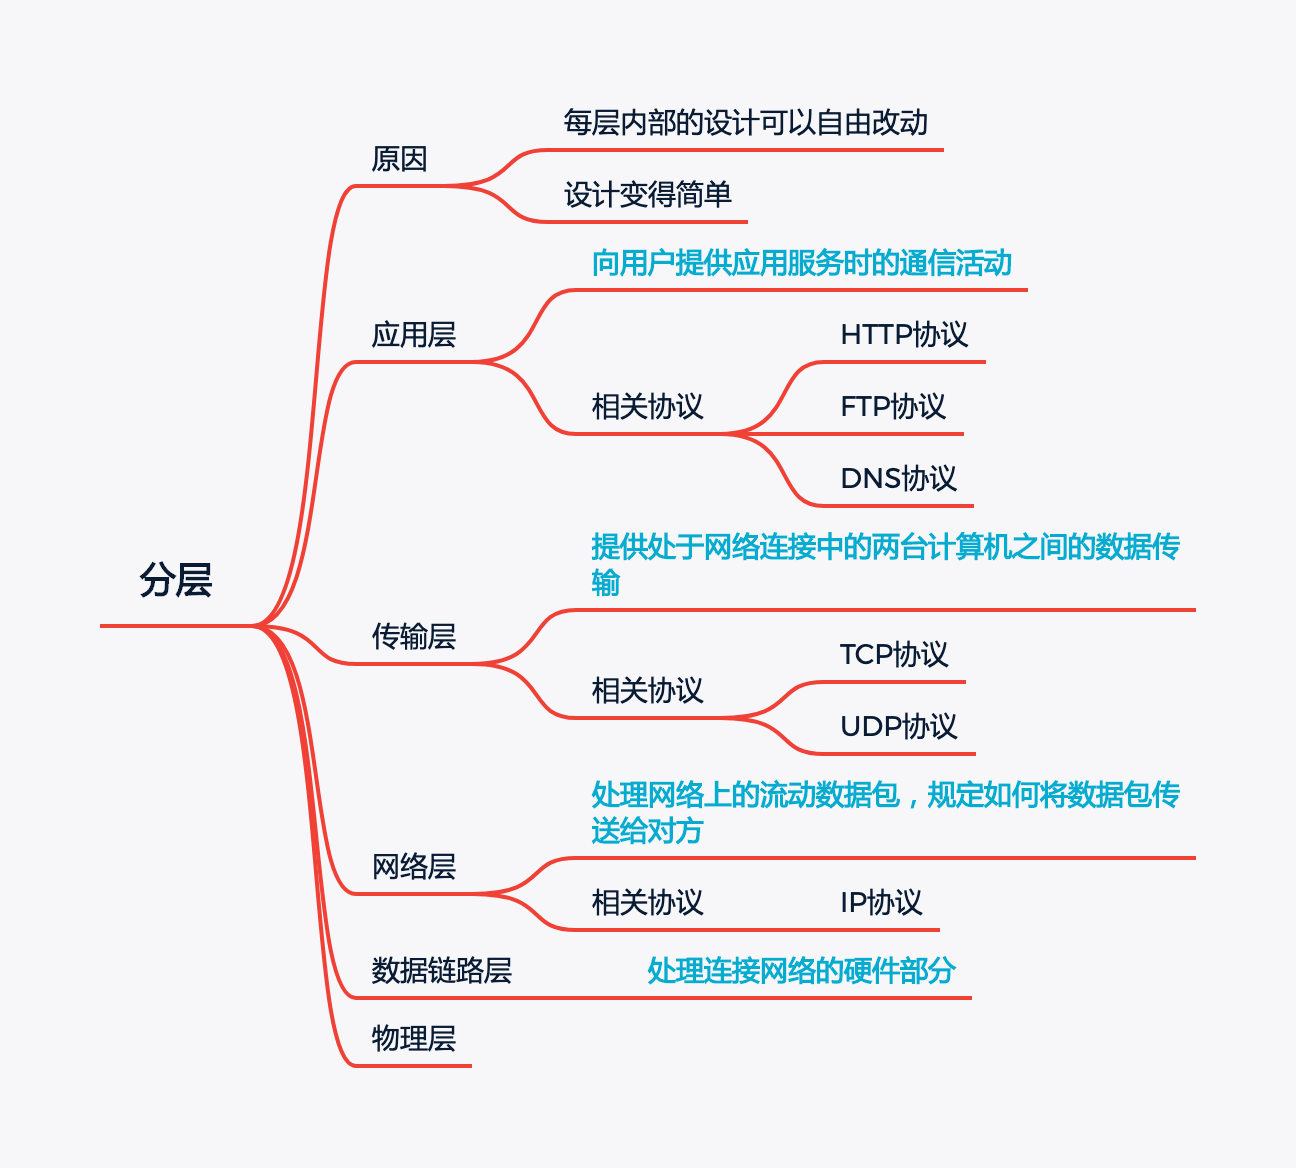 分层
原因
每层内部的设计可以自由改动
设计变得简单
应用层
向用户提供应用服务时的通信活动
相关协议
HTTP协议
FTP协议
DNS协议
传输层
提供处于网络连接中的两台计算机之间的数据传
输
相关协议
TCP协议
UDP协议
网络层
处理网络上的流动数据包，规定如何将数据包传
送给对方
相关协议
IP协议
数据链路层
处理连接网络的硬件部分
物理层